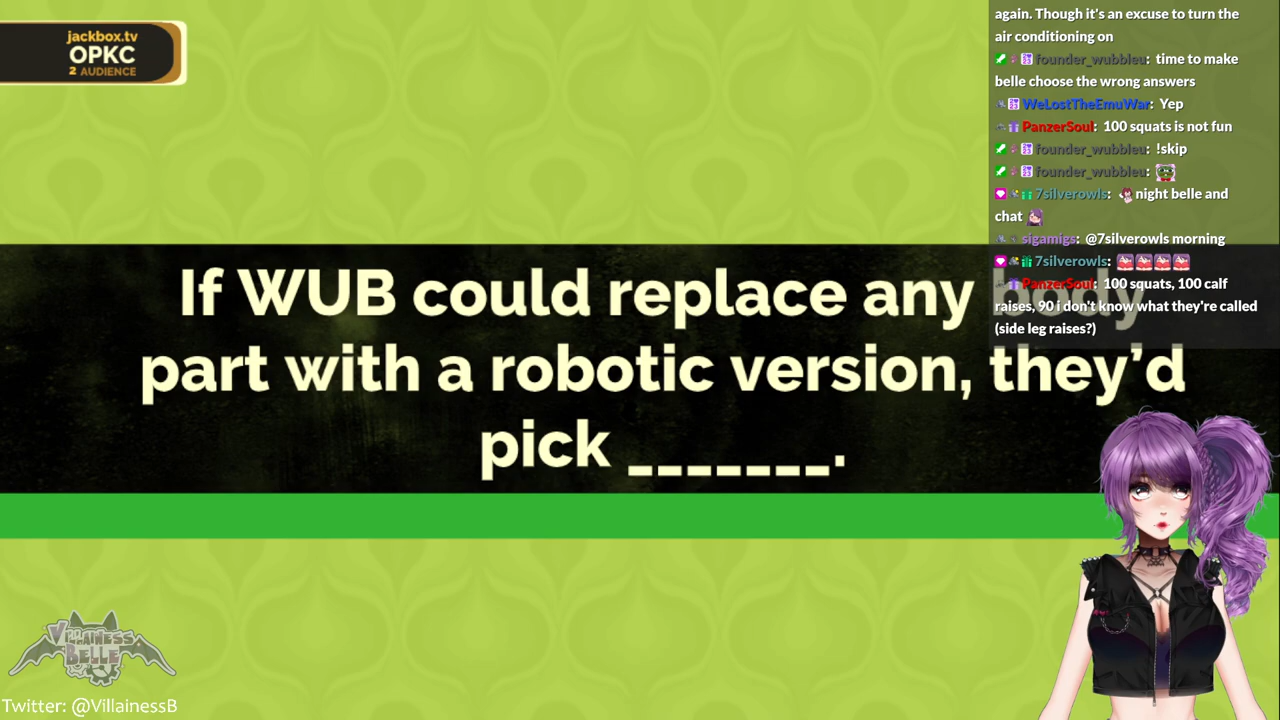 jackbox.tv
OPKC
2 AUDIENCE
again. Though it's an excuse to turn the
air conditioning on
founder_wubbleu: time to make
belle choose the wrong answers
WeLostTheEmuWar: Yep
PanzerSoul: 100 squats is not fun
founder_wubbleu: !skip
founder_wubbleu:
7silverowls: night belle and
chat
sigamigs: @7silverowls morning
7silverowls:
PanzerSoul: 100 squats, 100 calf
raises, 90 i don't know what they're called
(side leg raises?)
If WUB could replace any body
part with a robotic version, they’d
pick _______.
VILLAINESS
BELLE
Twitter: @VillainessB